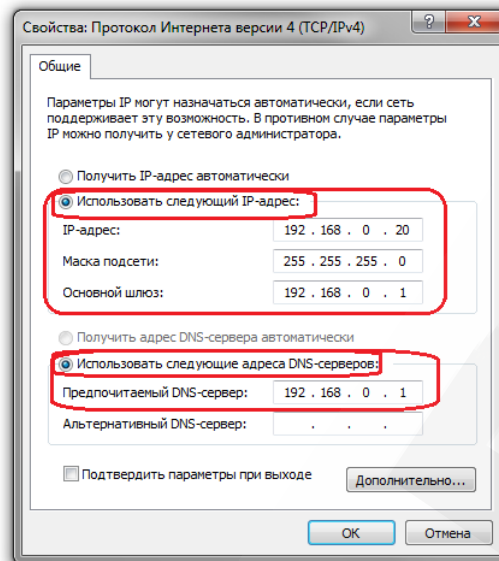 Свойства: Протокол Интернета версии 4 (TCP/IPv4)
Общие
Параметры IP могут назначаться автоматически, если сеть
поддерживает эту возможность. В противном случае параметры
IP можно получить у сетевого администратора.
Получить IP-адрес автоматически
Использовать следующий IP-адрес:
IP-адрес: 192 . 168 . 0 . 20
Маска подсети: 255 . 255 . 255 . 0
Основной шлюз: 192 . 168 . 0 . 1
Получить адрес DNS-сервера автоматически
Использовать следующие адреса DNS-серверов:
Предпочитаемый DNS-сервер: 192 . 168 . 0 . 1
Альтернативный DNS-сервер: . . .
Подтвердить параметры при выходе
Дополнительно...
ОК Отмена